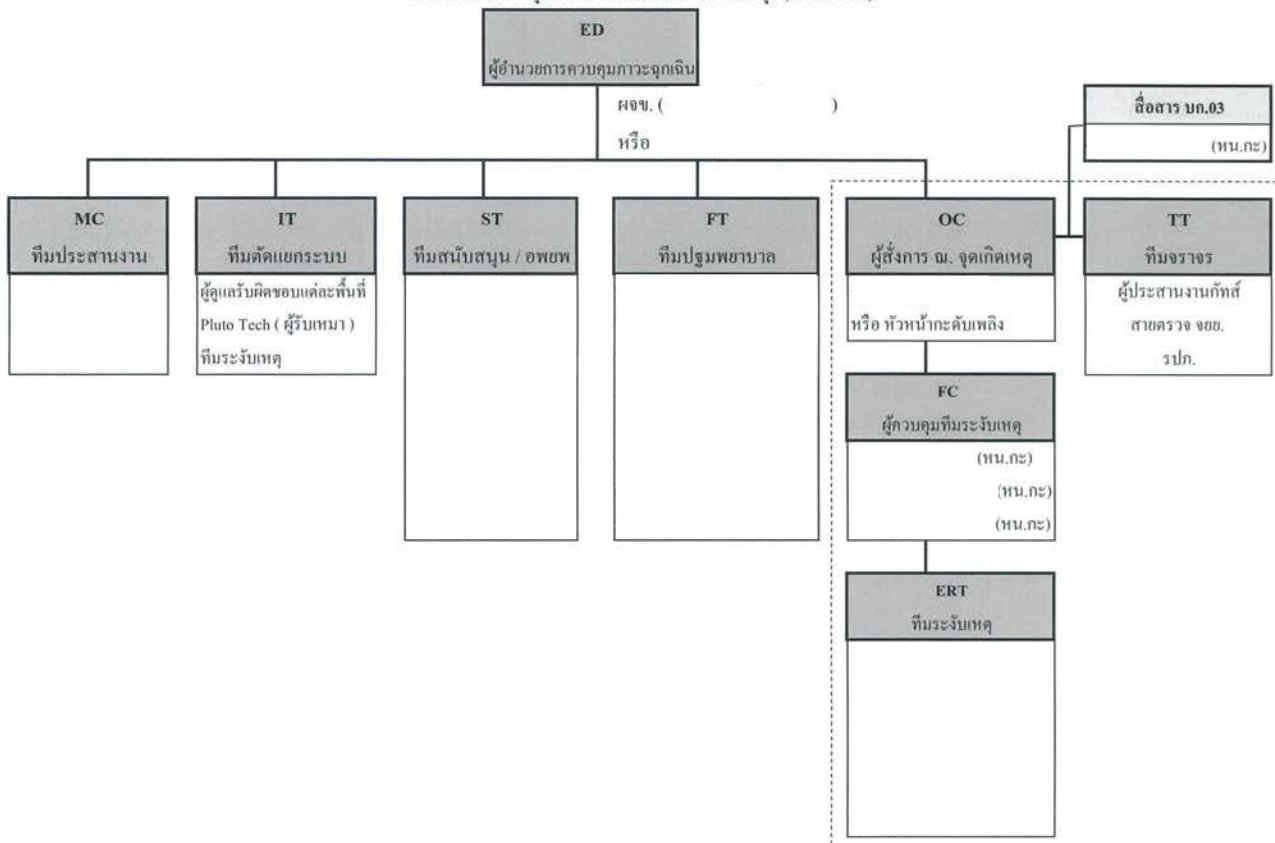 ED
ผู้อำนวยการควบคุมภาวะฉุกเฉิน
ผจข. ( )
หรือ
สื่อสาร บก.03
(หน.กะ)
MC
ทีมประสานงาน
IT
ทีมตัดแยกระบบ
ผู้ดูแลรับผิดชอบแต่ละพื้นที่
Pluto Tech ( ผู้รับเหมา )
ทีมระงับเหตุ
ST
ทีมสนับสนุน / อพยพ
FT
ทีมปฐมพยาบาล
OC
ผู้สั่งการ ณ. จุดเกิดเหตุ
หรือ หัวหน้ากะดับเพลิง
TT
ทีมจราจร
ผู้ประสานงานกัทส์
สายตรวจ จยย.
รปภ.
FC
ผู้ควบคุมทีมระงับเหตุ
(หน.กะ)
(หน.กะ)
(หน.กะ)
ERT
ทีมระงับเหตุ